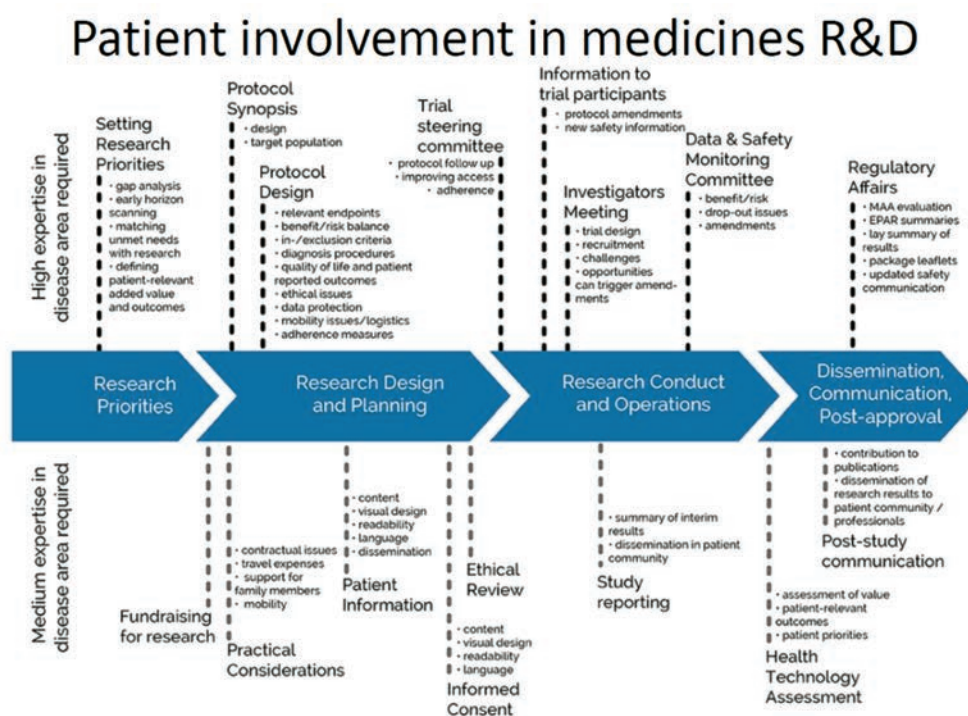 Patient involvement in medicines R&D
High expertise in
disease area required
Setting
Research
Priorities
• gap analysis
• early horizon
scanning
• matching
unmet needs
with research
• defining
patient-relevant
added value
and outcomes
Protocol
Synopsis
• design
• target population
Protocol
Design
• relevant endpoints
• benefit/risk balance
• in-/exclusion criteria
• diagnosis procedures
• quality of life and patient
reported outcomes
• ethical issues
• data protection
• mobility issues/logistics
• adherence measures
Trial
steering
committee
• protocol follow up
• improving access
• adherence
Information to
trial participants
• protocol amendments
• new safety information
Investigators
Meeting
• trial design
• recruitment
• challenges
• opportunities
can trigger amend-
ments
Data & Safety
Monitoring
Committee
• benefit/risk
• drop-out issues
• amendments
Regulatory
Affairs
• MAA evaluation
• EPAR summaries
• lay summary of
results
• package leaflets
• updated safety
communication
Research
Priorities
Research Design
and Planning
Research Conduct
and Operations
Dissemination,
Communication,
Post-approval
Medium expertise in
disease area required
Fundraising
for research
• contractual issues
• travel expenses
• support for
family members
• mobility
Practical
Considerations
• content
• visual design
• readability
• language
• dissemination
Patient
Information
Ethical
Review
• content
• visual design
• readability
• language
Informed
Consent
• summary of interim
results
• dissemination in patient
community
Study
reporting
• contribution to
publications
• dissemination of
research results to
patient community /
professionals
Post-study
communication
• assessment of value
• patient-relevant
outcomes
• patient priorities
Health
Technology
Assessment